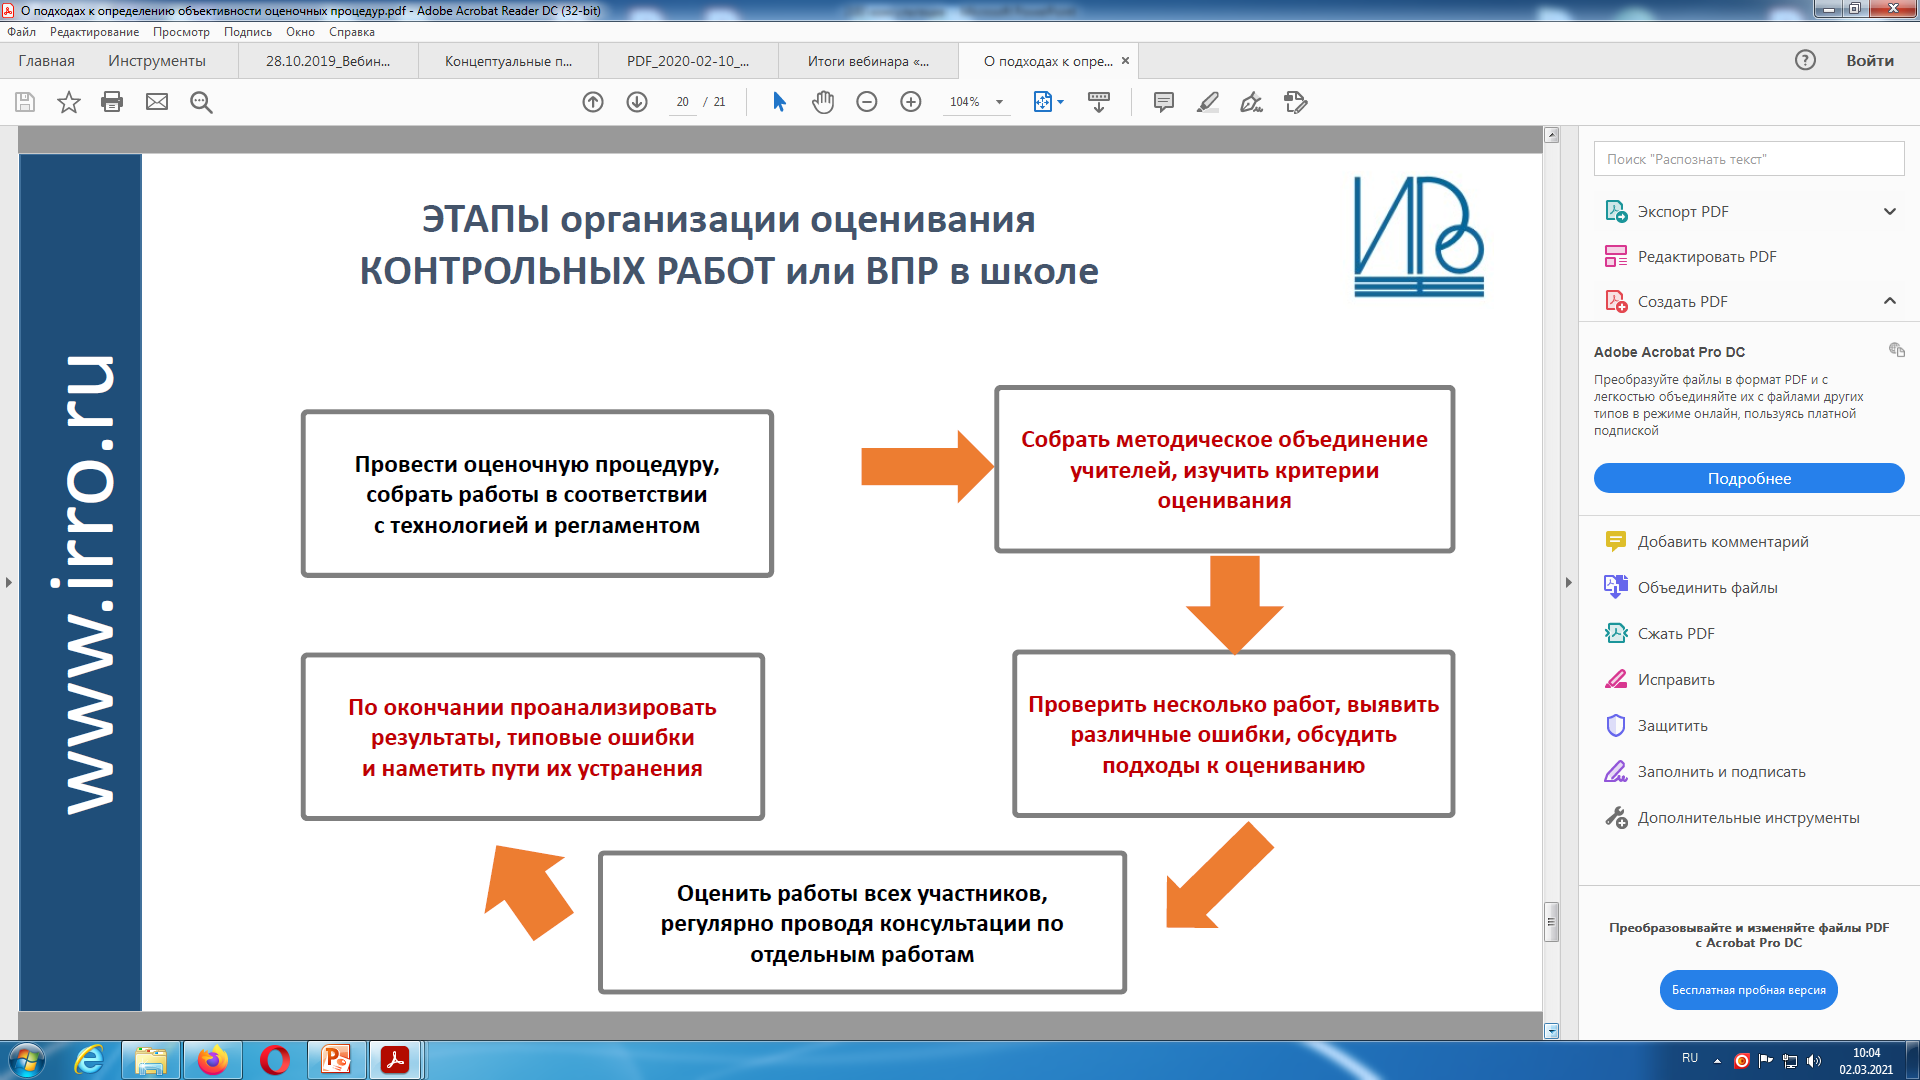 О подходах к определению объективности оценочных процедур.pdf - Adobe Acrobat Reader DC (32-bit)
Файл Редактирование Просмотр Подпись Окно Справка
Главная Инструменты 28.10.2019_Вебин... Концептуальные п... PDF_2020-02-10_... Итоги вебинара «... О подходах к опре... × Войти
20 / 21 104%
www.irro.ru
ЭТАПЫ организации оценивания
КОНТРОЛЬНЫХ РАБОТ или ВПР в школе
Провести оценочную процедуру,
собрать работы в соответствии
с технологией и регламентом
Собрать методическое объединение
учителей, изучить критерии
оценивания
Проверить несколько работ, выявить
различные ошибки, обсудить
подходы к оцениванию
Оценить работы всех участников,
регулярно проводя консультации по
отдельным работам
По окончании проанализировать
результаты, типовые ошибки
и наметить пути их устранения
ИРО
Поиск "Распознать текст"
Экспорт PDF
Редактировать PDF
Создать PDF
Adobe Acrobat Pro DC
Преобразуйте файлы в формат PDF и с
легкостью объединяйте их с файлами других
типов в режиме онлайн, пользуясь платной
подпиской
Подробнее
Добавить комментарий
Объединить файлы
Сжать PDF
Исправить
Защитить
Заполнить и подписать
Дополнительные инструменты
Преобразовывайте и изменяйте файлы PDF
с Acrobat Pro DC
Бесплатная пробная версия
RU
10:04
02.03.2021